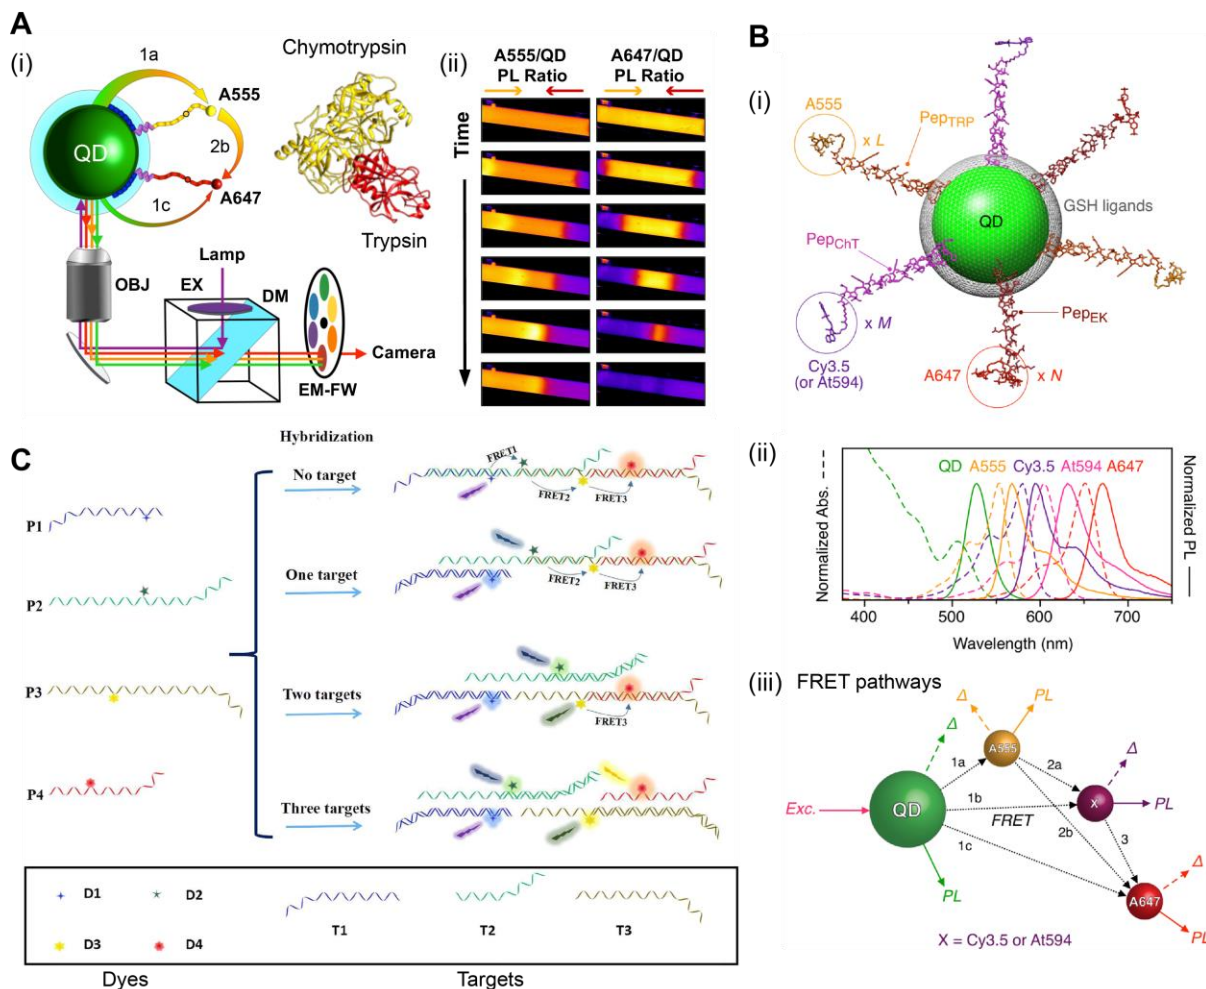 A
(i)
1a
A555
QD
2b
A647
1c
Chymotrypsin
Trypsin
Lamp
OBJ
EX
DM
Camera
EM-FW
(ii)
A555/QD
PL Ratio
A647/QD
PL Ratio
Time
B
(i)
A555
x L
PepTRP
QD
GSH ligands
PepChT
x M
Cy3.5
(or At594)
PepEK
A647
x N
(ii)
QD A555 Cy3.5 At594 A647
Normalized Abs.
Normalized PL
400 500 600 700
Wavelength (nm)
(iii) FRET pathways
Δ
PL
Δ
A555
Δ
1a
2a
QD
1b
X
PL
Exc.
FRET
2b
3
1c
Δ
PL
A647
PL
X = Cy3.5 or At594
C
Hybridization
No target
FRET1
FRET2
FRET3
P1
One target
FRET2
FRET3
P2
P3
Two targets
FRET3
P4
Three targets
D1 D2
D3 D4
T1 T2 T3
Dyes Targets